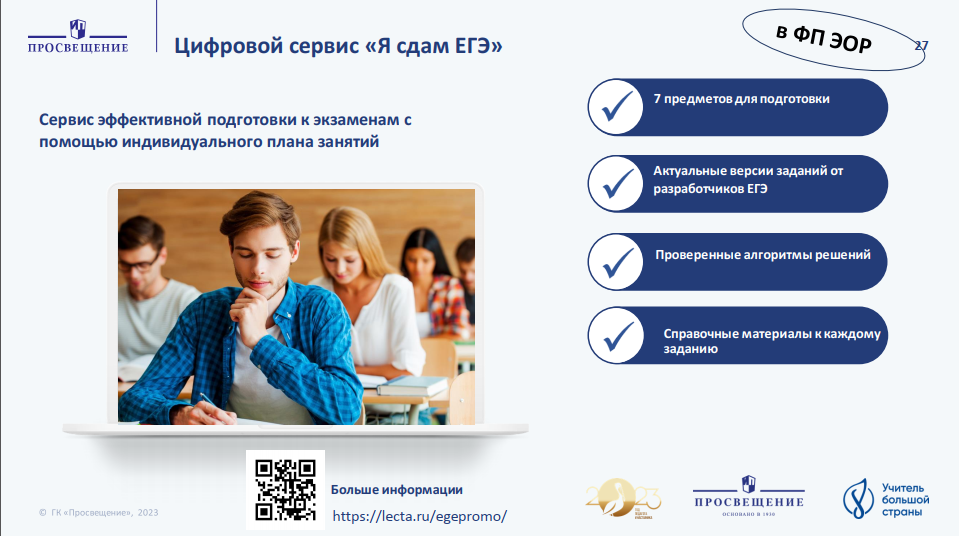 ПРОСВЕЩЕНИЕ
Цифровой сервис «Я сдам ЕГЭ»
в ФП ЭОР
27
Сервис эффективной подготовки к экзаменам с
помощью индивидуального плана занятий
7 предметов для подготовки
Актуальные версии заданий от
разработчиков ЕГЭ
Проверенные алгоритмы решений
Справочные материалы к каждому
заданию
Больше информации
https://lecta.ru/egepromo/
© ГК «Просвещение», 2023
2023
ПРОСВЕЩЕНИЕ
ОСНОВАНО В 1930
Учитель
большой
страны